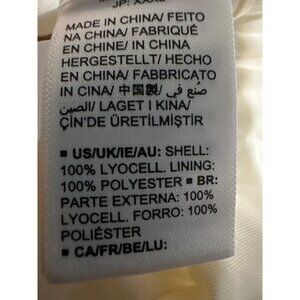 JP: XXXL
MADE IN CHINA/ FEITO
NA CHINA/ FABRIQUÉ
EN CHINE/ IN CHINA
HERGESTELLT/ HECHO
EN CHINA/ FABBRICATO
IN CINA/ 中国製/ صنع في
الصين/ LAGET I KINA/
ÇİN'DE ÜRETİLMİŞTİR
▪ US/UK/IE/AU: SHELL:
100% LYOCELL. LINING:
100% POLYESTER ▪ BR:
PARTE EXTERNA: 100%
LYOCELL. FORRO: 100%
POLIÉSTER
▪ CA/FR/BE/LU: